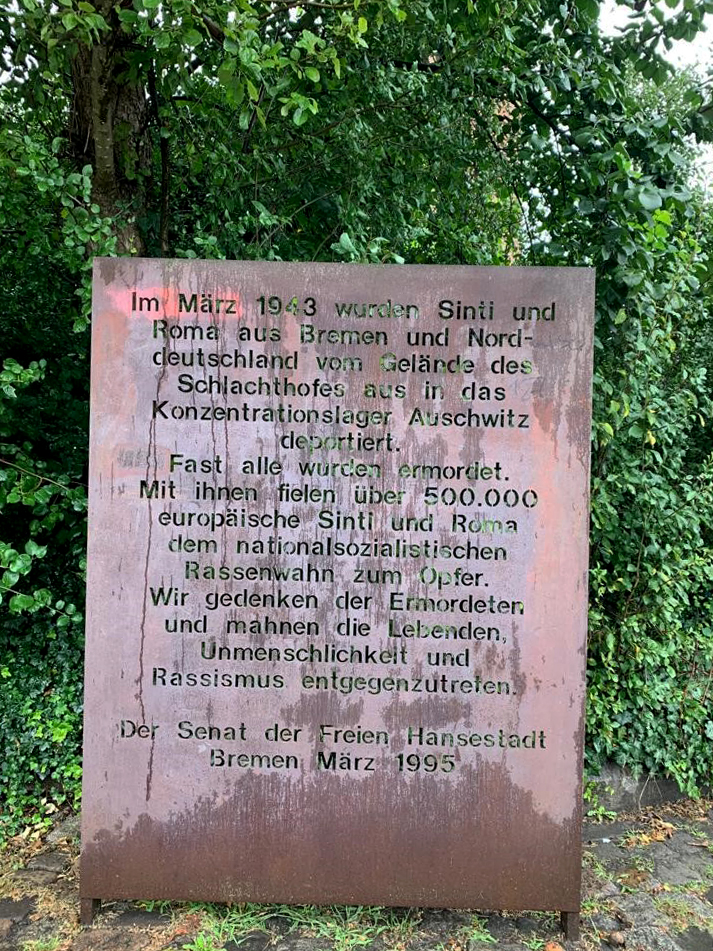 Im März 1943 wurden Sinti und
Roma aus Bremen und Nord-
deutschland vom Gelände des
Schlachthofes aus in das
Konzentrationslager Auschwitz
deportiert.
Fast alle wurden ermordet.
Mit ihnen fielen über 500.000
europäische Sinti und Roma
dem nationalsozialistischen
Rassenwahn zum Opfer.
Wir gedenken der Ermordeten
und mahnen die Lebenden,
Unmenschlichkeit und
Rassismus entgegenzutreten.
Der Senat der Freien Hansestadt
Bremen März 1995